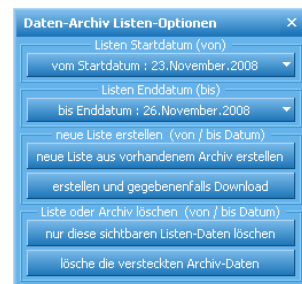 Daten-Archiv Listen-Optionen ×
Listen Startdatum (von)
vom Startdatum : 23.November.2008
Listen Enddatum (bis)
bis Enddatum : 26.November.2008
neue Liste erstellen (von / bis Datum)
neue Liste aus vorhandenem Archiv erstellen
erstellen und gegebenenfalls Download
Liste oder Archiv löschen (von / bis Datum)
nur diese sichtbaren Listen-Daten löschen
lösche die versteckten Archiv-Daten